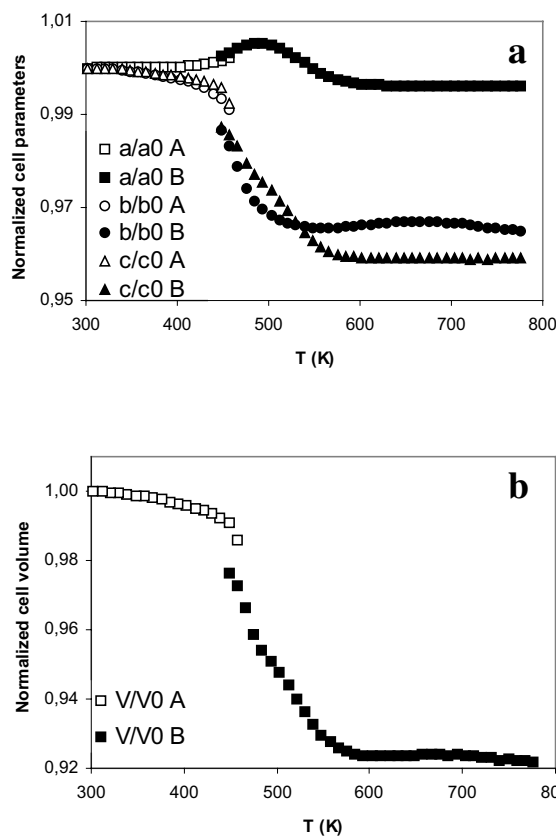 1,01
a
0,99
0,97
0,95
Normalized cell parameters
a/a0 A
a/a0 B
b/b0 A
b/b0 B
c/c0 A
c/c0 B
300 400 500 600 700 800
T (K)
b
1,00
0,98
0,96
0,94
0,92
Normalized cell volume
V/V0 A
V/V0 B
300 400 500 600 700 80
T (K)